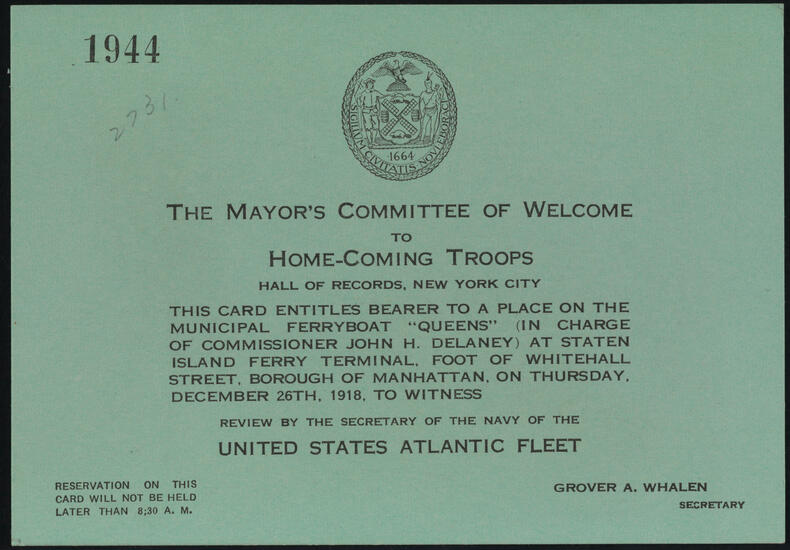 1944
2731.
SIGILLUM CIVITATIS NOVI EBORACI
1664
THE MAYOR'S COMMITTEE OF WELCOME
TO
HOME-COMING TROOPS
HALL OF RECORDS, NEW YORK CITY
THIS CARD ENTITLES BEARER TO A PLACE ON THE
MUNICIPAL FERRYBOAT "QUEENS" (IN CHARGE
OF COMMISSIONER JOHN H. DELANEY) AT STATEN
ISLAND FERRY TERMINAL, FOOT OF WHITEHALL
STREET, BOROUGH OF MANHATTAN, ON THURSDAY,
DECEMBER 26TH, 1918, TO WITNESS
REVIEW BY THE SECRETARY OF THE NAVY OF THE
UNITED STATES ATLANTIC FLEET
RESERVATION ON THIS
CARD WILL NOT BE HELD
LATER THAN 8;30 A. M.
GROVER A. WHALEN
SECRETARY